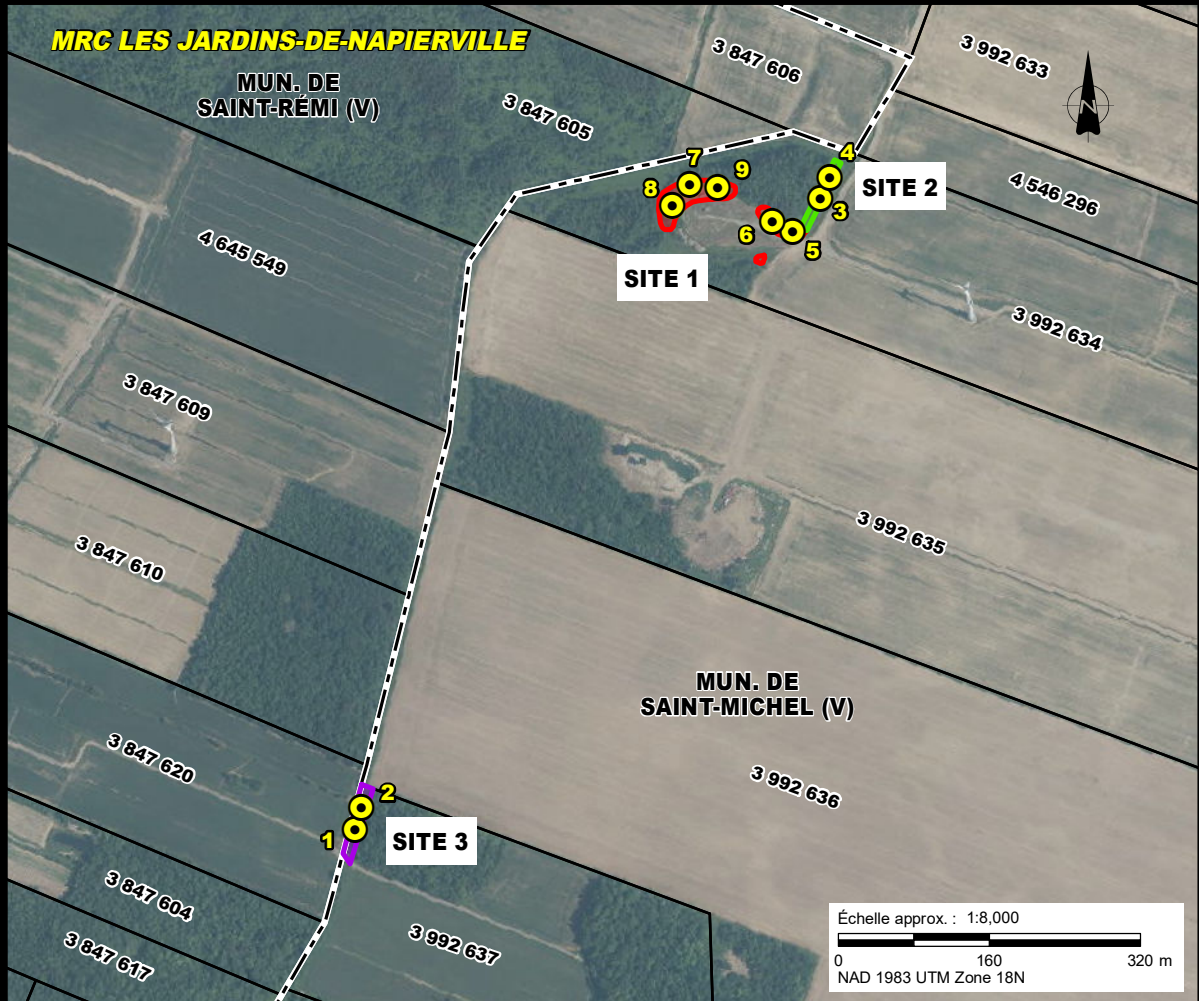 MRC LES JARDINS-DE-NAPIERVILLE
MUN. DE
SAINT-RÉMI (V)
3 847 606
3 992 633
N
3 847 605
4
7
9
SITE 2
8
3
4 546 296
6
5
4 645 549
SITE 1
3 992 634
3 847 609
3 992 635
3 847 610
MUN. DE
SAINT-MICHEL (V)
3 847 620
3 992 636
2
1
SITE 3
3 847 604
3 992 637
3 847 617
Échelle approx. : 1:8,000
0 160 320 m
NAD 1983 UTM Zone 18N